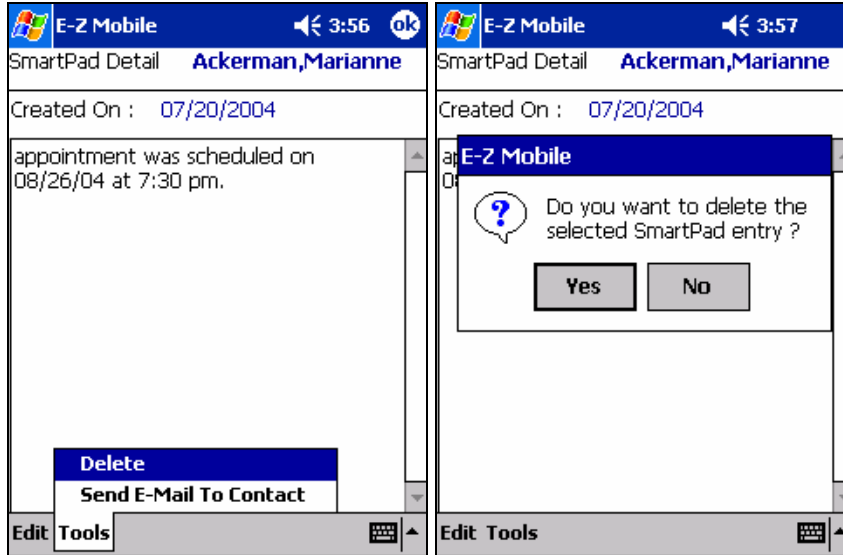 E-Z Mobile 3:56 ok
SmartPad Detail Ackerman,Marianne
Created On : 07/20/2004
appointment was scheduled on
08/26/04 at 7:30 pm.
Delete
Send E-Mail To Contact
Edit Tools
E-Z Mobile 3:57
SmartPad Detail Ackerman,Marianne
Created On : 07/20/2004
E-Z Mobile
Do you want to delete the
selected SmartPad entry ?
Yes No
Edit Tools